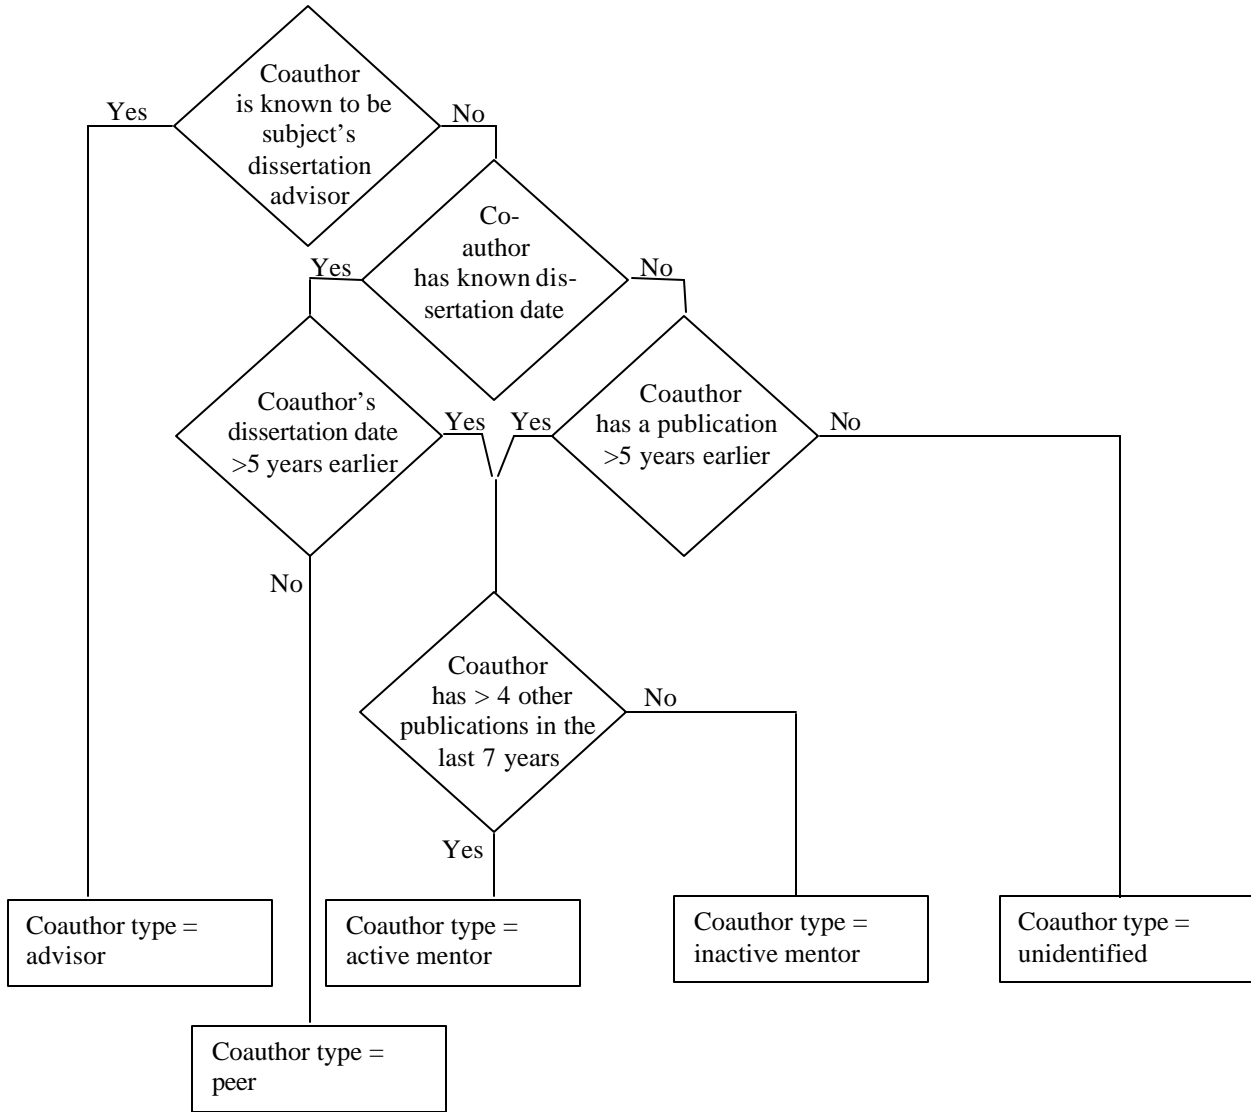 Coauthor
is known to be
subject's
dissertation
advisor
Yes
No
Co-
author
has known dis-
sertation date
Yes
No
Coauthor's
dissertation date
>5 years earlier
Yes
Yes
Coauthor
has a publication
>5 years earlier
No
No
Coauthor
has > 4 other
publications in the
last 7 years
No
Yes
Coauthor type =
advisor
Coauthor type =
active mentor
Coauthor type =
inactive mentor
Coauthor type =
unidentified
Coauthor type =
peer